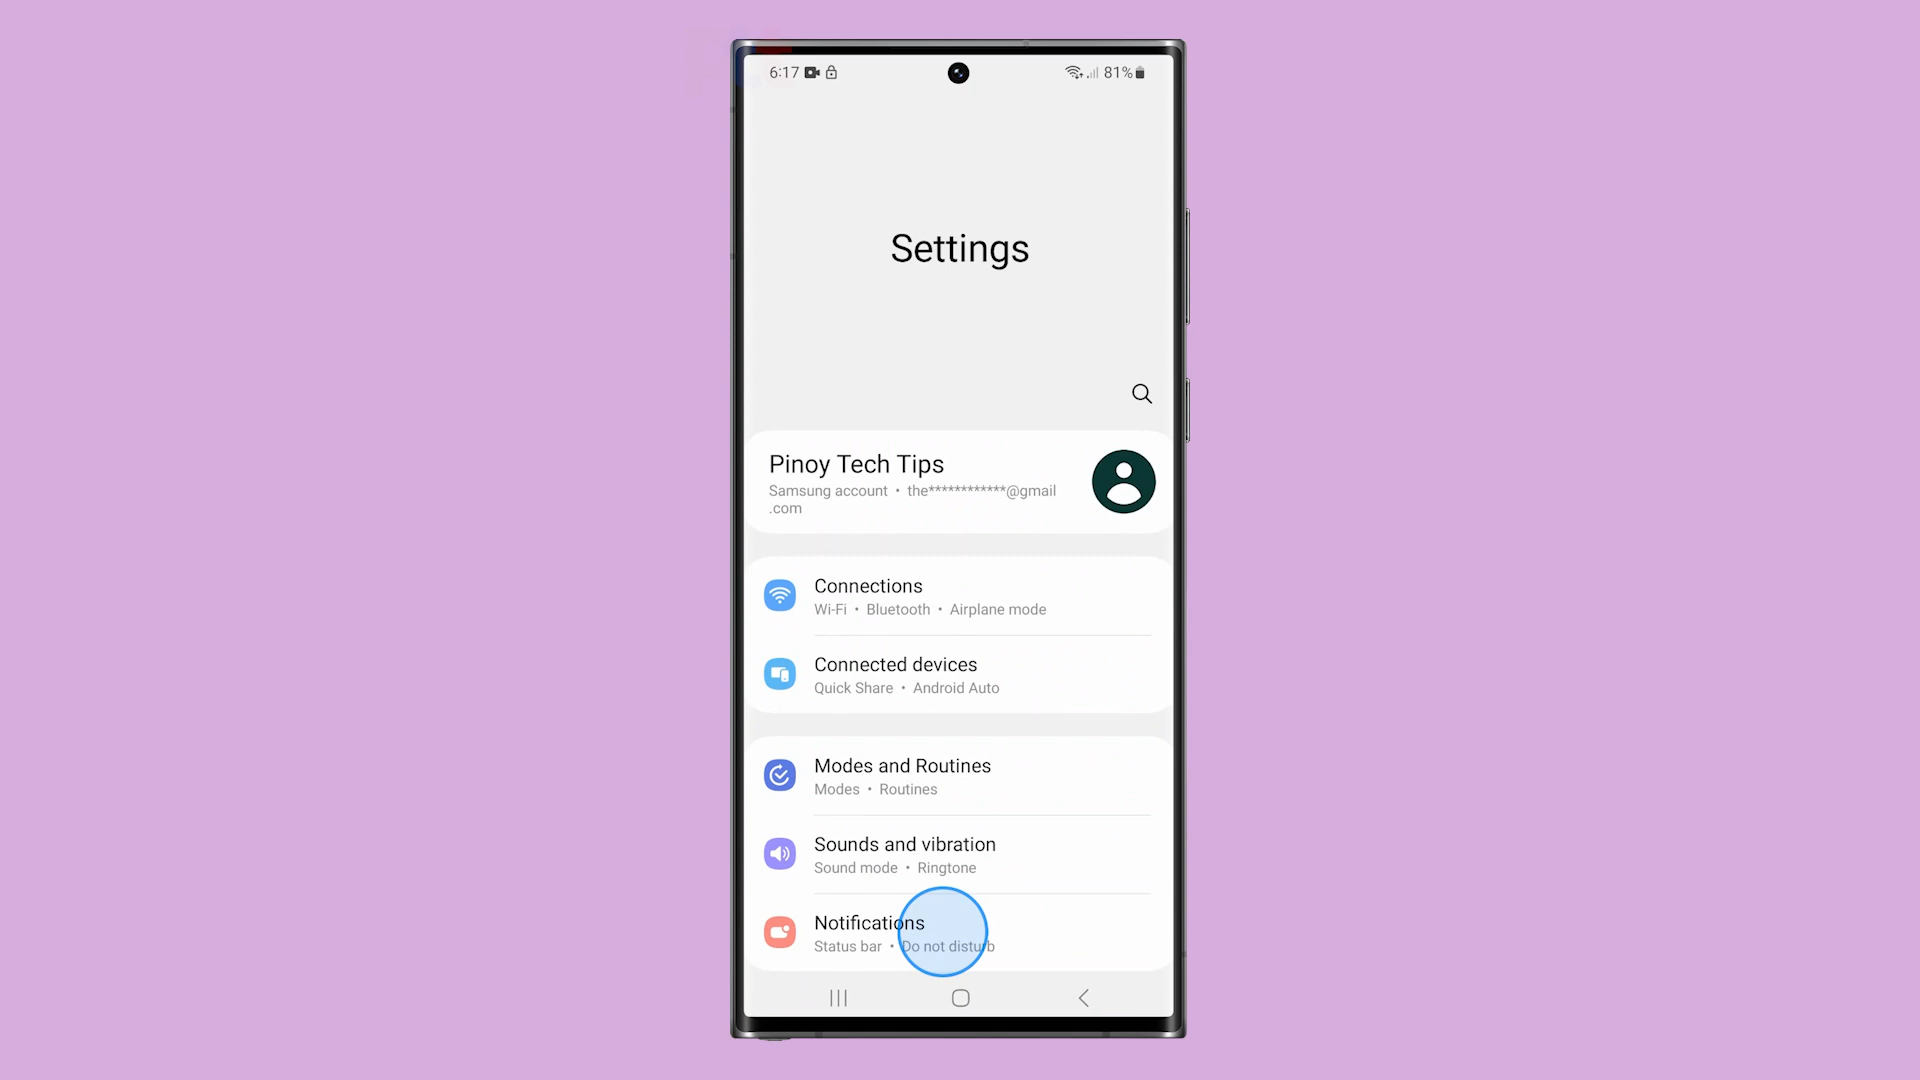 6:17
81%
Settings
Pinoy Tech Tips
Samsung account • the************@gmail
.com
Connections
Wi-Fi • Bluetooth • Airplane mode
Connected devices
Quick Share • Android Auto
Modes and Routines
Modes • Routines
Sounds and vibration
Sound mode • Ringtone
Notifications
Status bar • Do not disturb